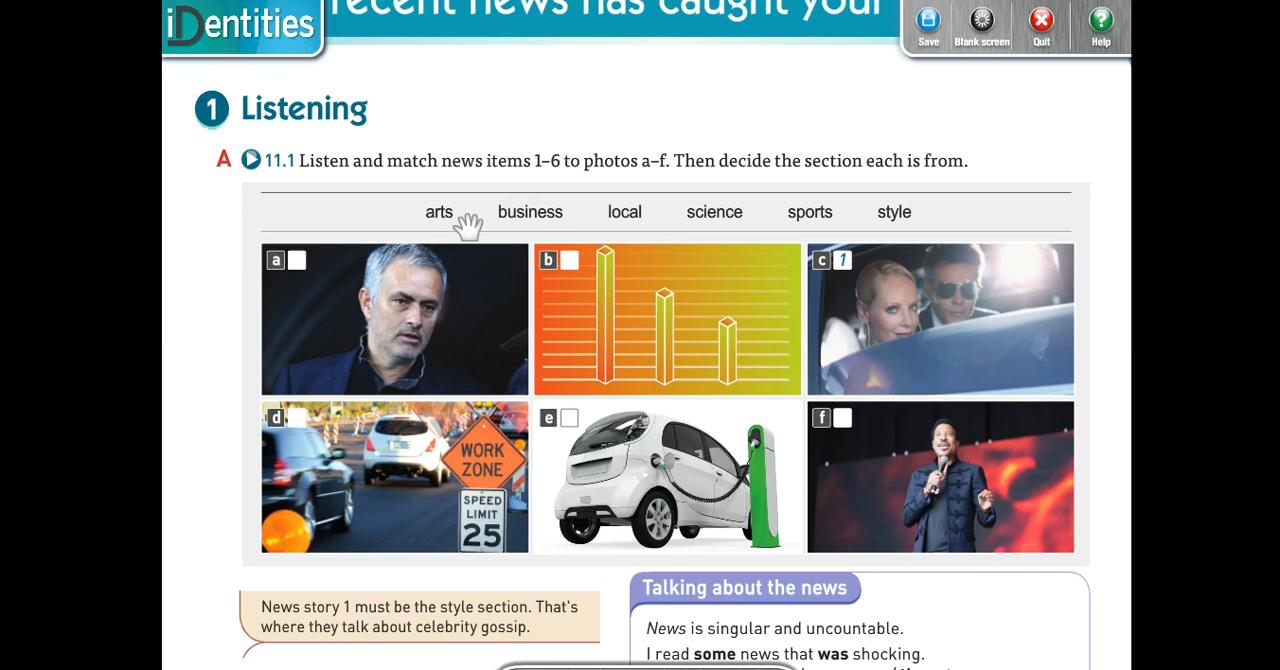 iDentities
recent news has caught your
Save
Blank screen
Quit
Help
1 Listening
A 11.1 Listen and match news items 1–6 to photos a–f. Then decide the section each is from.
arts business local science sports style
a
b
c 1
d
WORK
ZONE
SPEED
LIMIT
25
e
f
News story 1 must be the style section. That's
where they talk about celebrity gossip.
Talking about the news
News is singular and uncountable.
I read some news that was shocking.